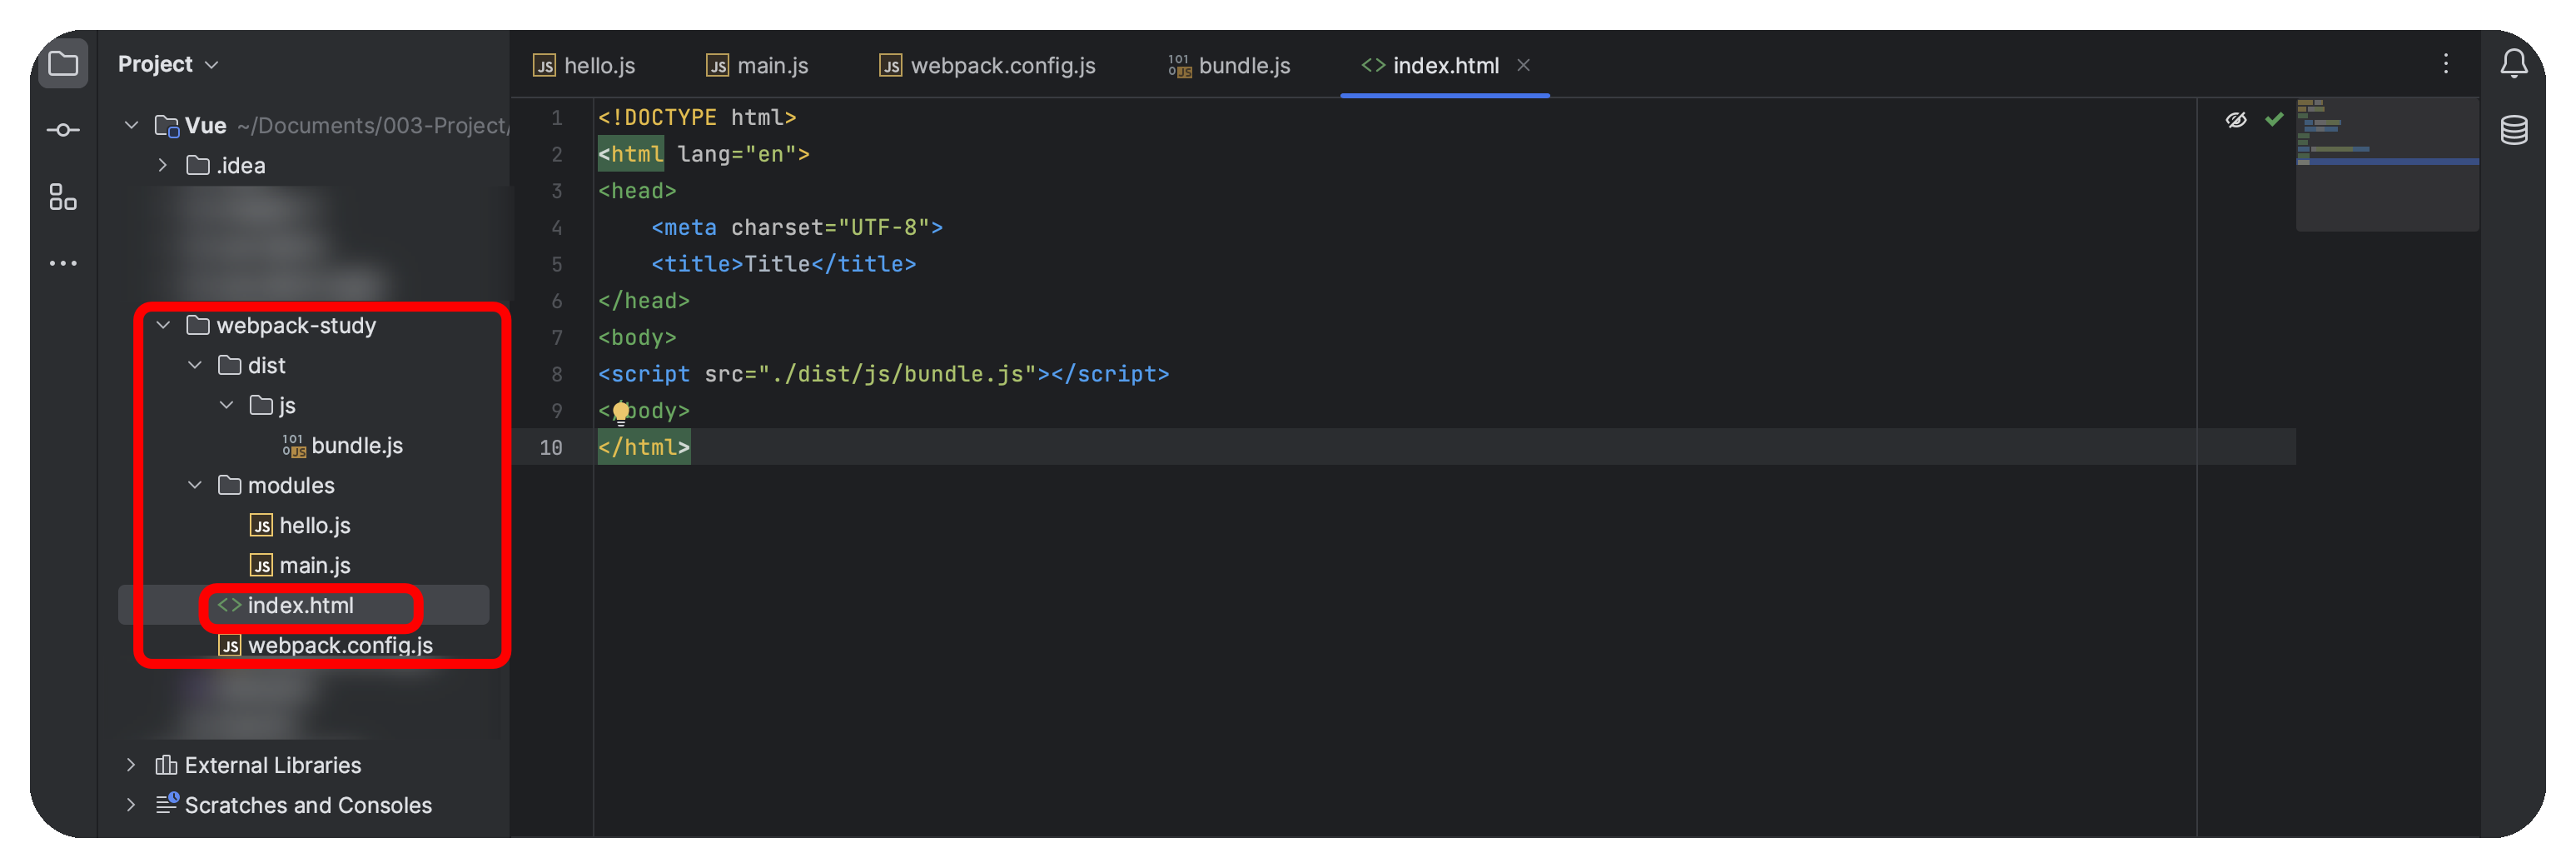 Project
Vue ~/Documents/003-Project/
.idea
webpack-study
dist
js
bundle.js
modules
hello.js
main.js
index.html
webpack.config.js
External Libraries
Scratches and Consoles
hello.js main.js webpack.config.js bundle.js index.html
1 <!DOCTYPE html>
2 <html lang="en">
3 <head>
4 <meta charset="UTF-8">
5 <title>Title</title>
6 </head>
7 <body>
8 <script src="./dist/js/bundle.js"></script>
9 </body>
10 </html>